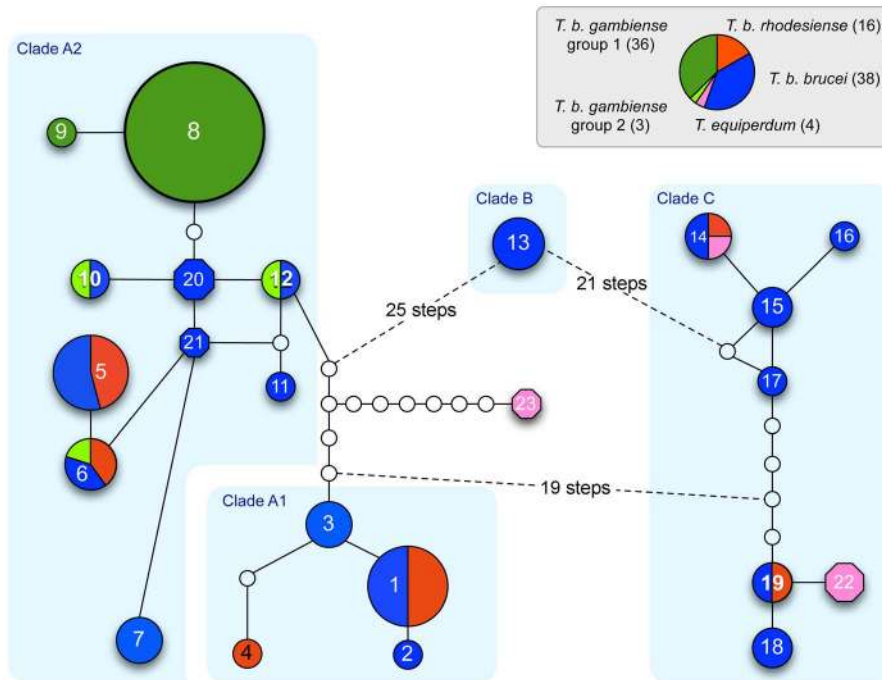 T. b. gambiense
group 1 (36)
T. b. rhodesiense (16)
T. b. brucei (38)
T. b. gambiense
group 2 (3)
T. equiperdum (4)
Clade A2
9
8
10
20
12
21
5
11
6
7
Clade B
13
25 steps
21 steps
23
19 steps
Clade A1
3
1
4
2
Clade C
14
16
15
17
19
22
18